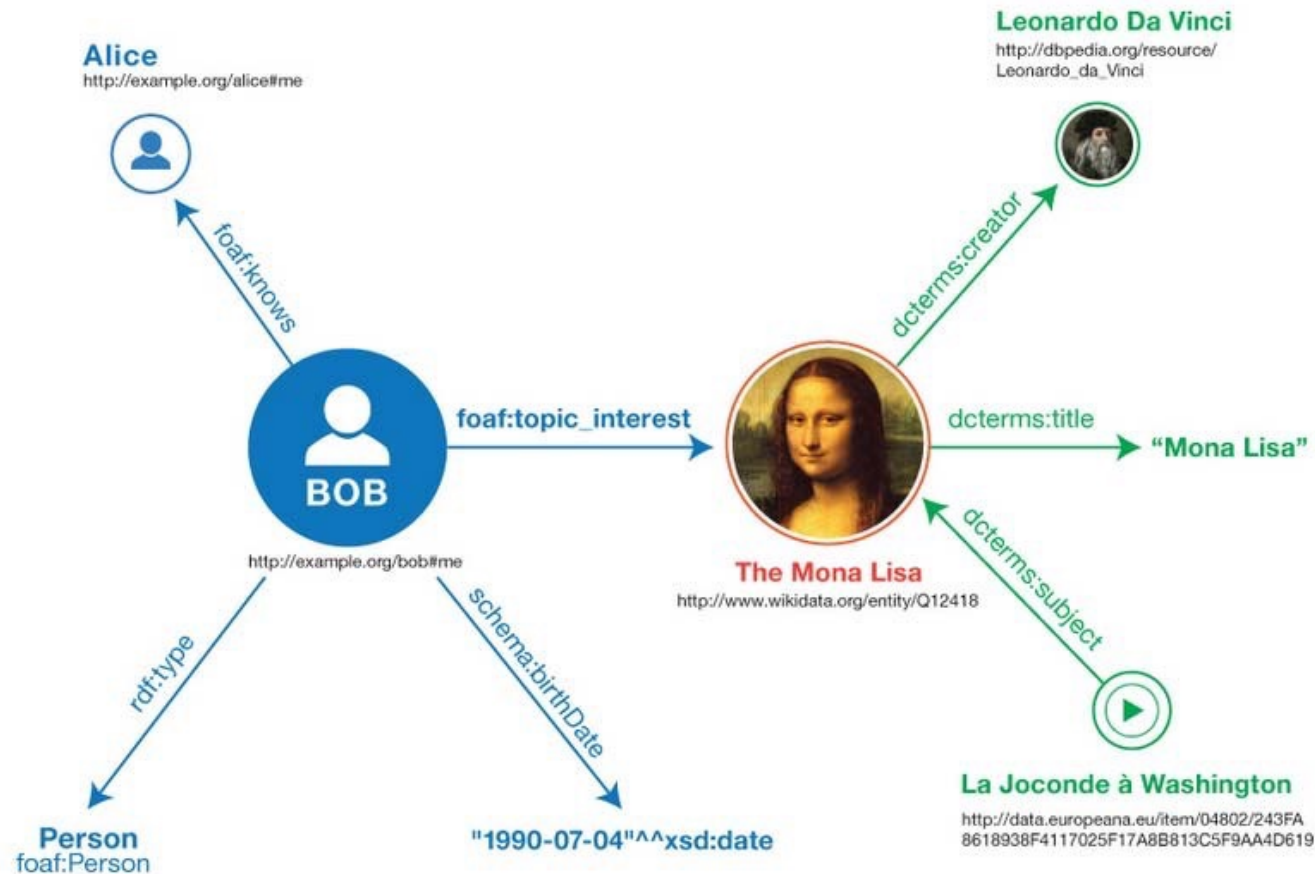 Alice
http://example.org/alice#me
Leonardo Da Vinci
http://dbpedia.org/resource/
Leonardo_da_Vinci
foaf:knows
dcterms:creator
BOB
http://example.org/bob#me
foaf:topic_interest
dcterms:title
“Mona Lisa”
The Mona Lisa
http://www.wikidata.org/entity/Q12418
dcterms:subject
rdf:type
schema:birthDate
Person
foaf:Person
"1990-07-04"^^xsd:date
La Joconde à Washington
http://data.europeana.eu/item/04802/243FA
8618938F4117025F17A8B813C5F9AA4D619